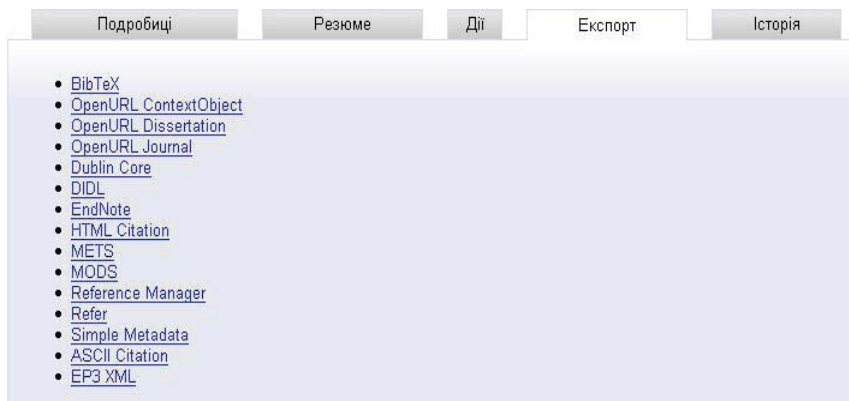 Подробиці Резюме Дії Експорт Історія
BibTeX
OpenURL ContextObject
OpenURL Dissertation
OpenURL Journal
Dublin Core
DIDL
EndNote
HTML Citation
METS
MODS
Reference Manager
Refer
Simple Metadata
ASCII Citation
EP3 XML